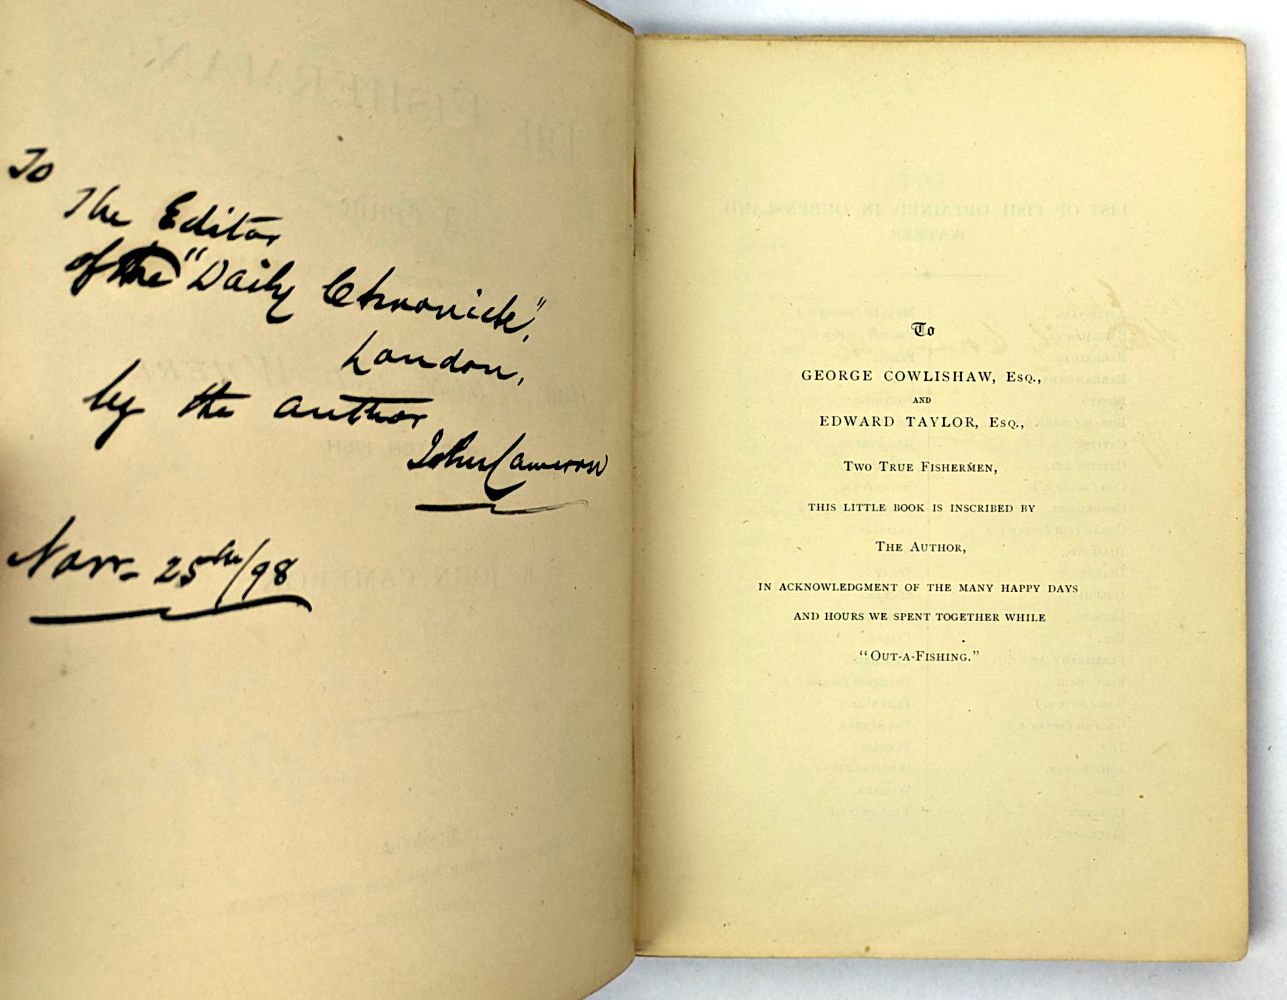 To
The Editor
of the "Daily Chronicle",
London,
by the author
John Cameron
Novr. 25th/98
To
GEORGE COWLISHAW, Esq.,
AND
EDWARD TAYLOR, Esq.,
Two True Fishermen,
THIS LITTLE BOOK IS INSCRIBED BY
The Author,
IN ACKNOWLEDGMENT OF THE MANY HAPPY DAYS
AND HOURS WE SPENT TOGETHER WHILE
"Out-a-Fishing."